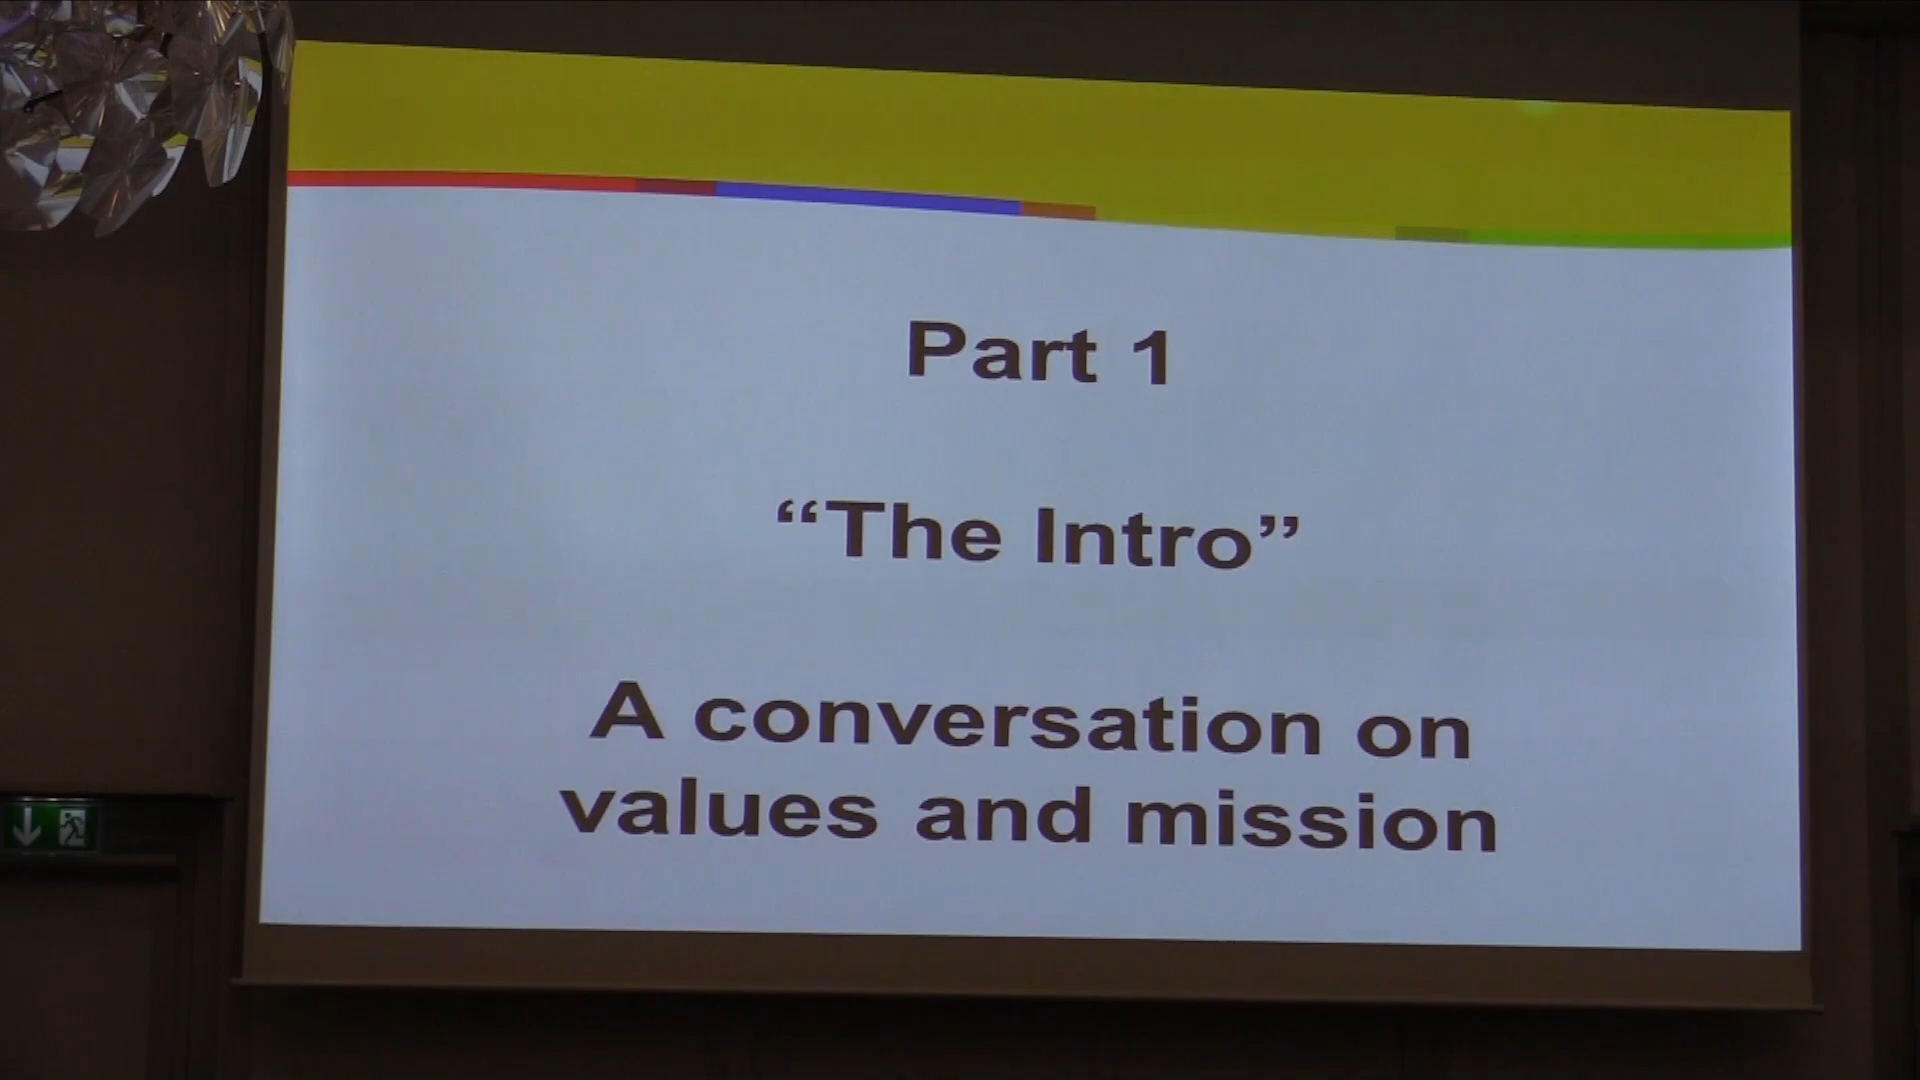 Part 1
“The Intro”
A conversation on
values and mission